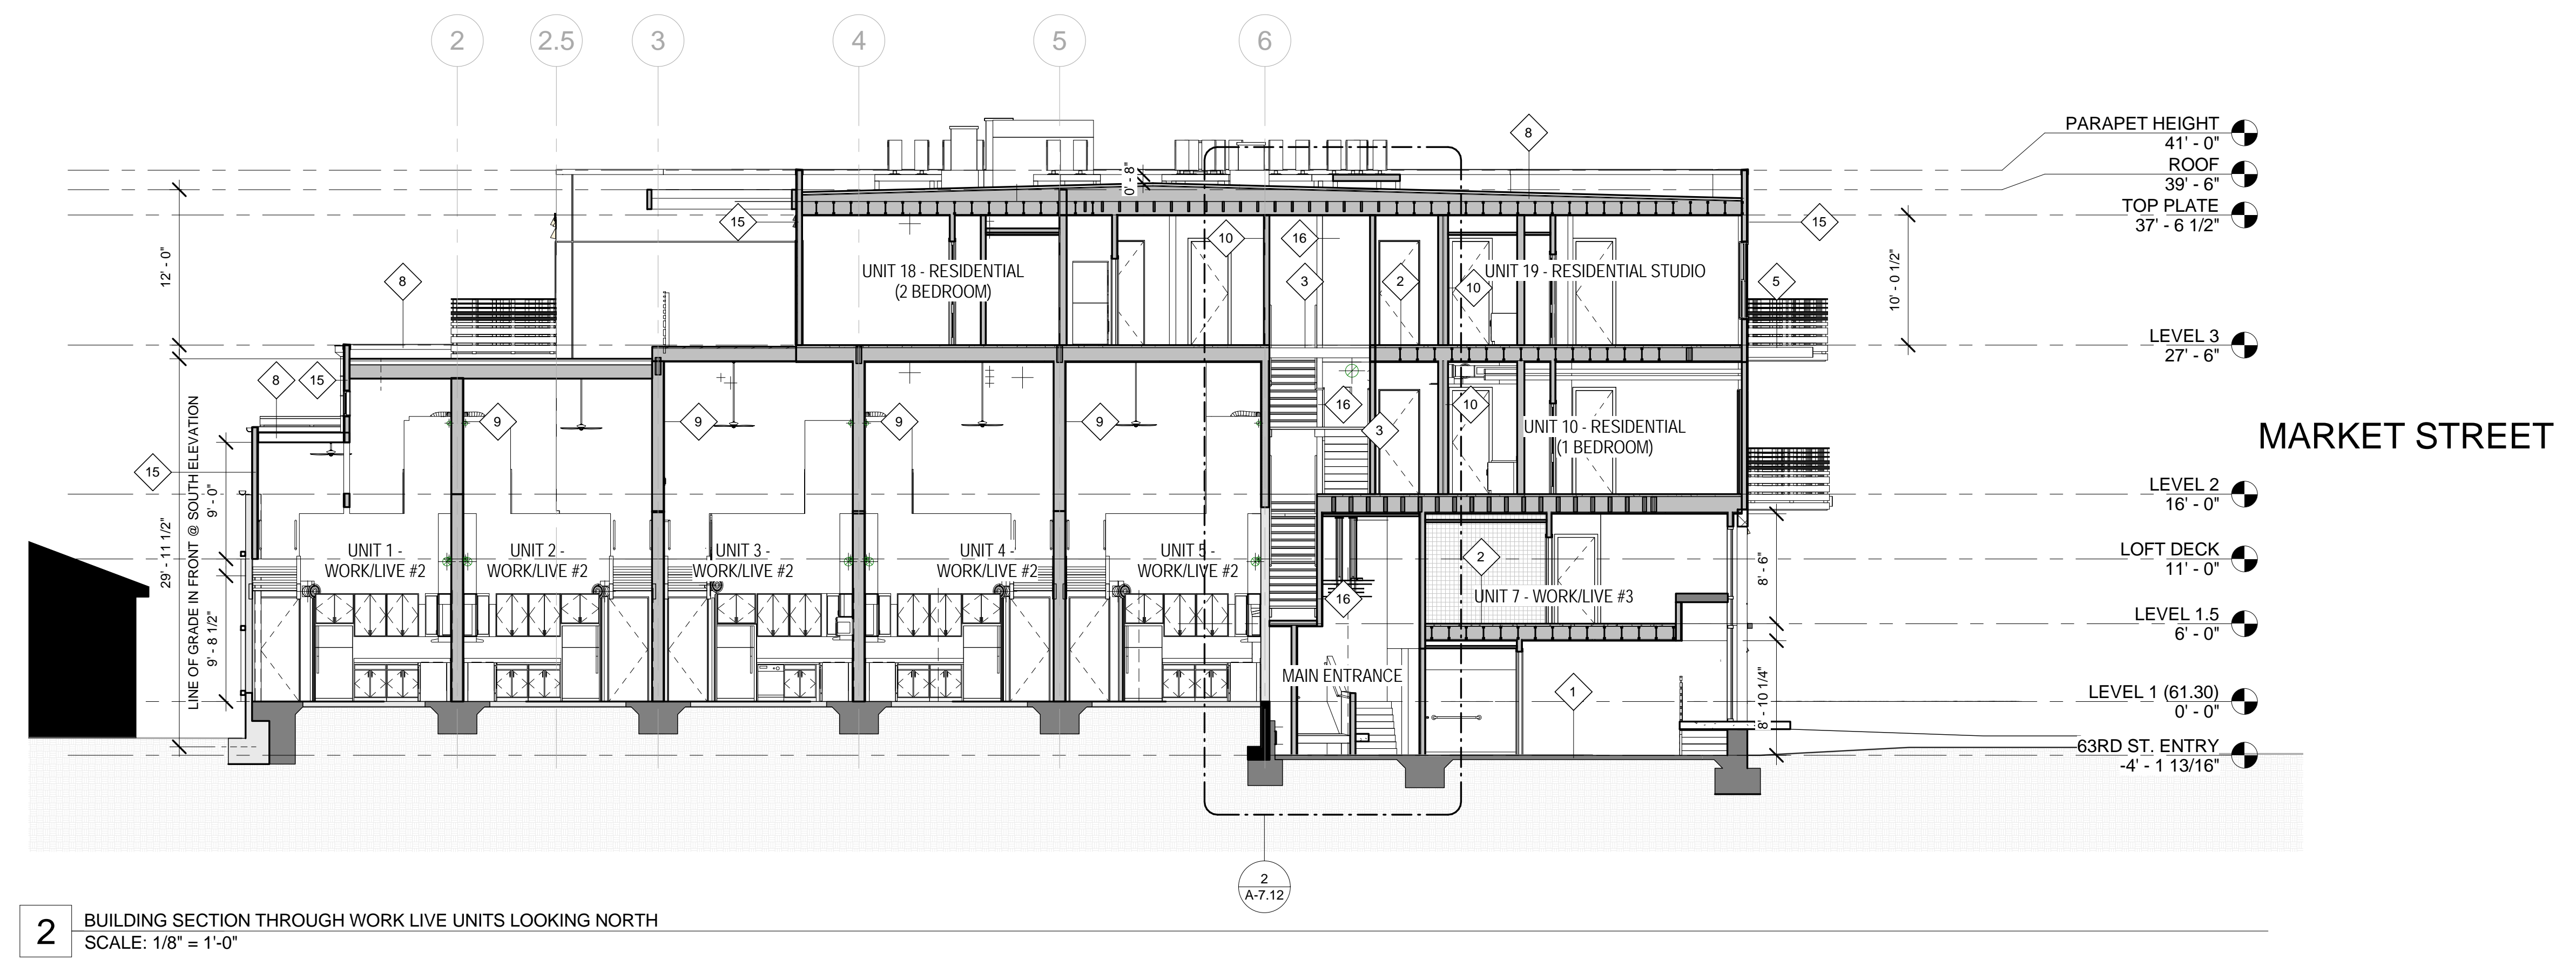 2
2.5
3
4
5
6
PARAPET HEIGHT
41' - 0"
ROOF
39' - 6"
TOP PLATE
37' - 6 1/2"
LEVEL 3
27' - 6"
LEVEL 2
16' - 0"
LOFT DECK
11' - 0"
LEVEL 1.5
6' - 0"
LEVEL 1 (61.30)
0' - 0"
63RD ST. ENTRY
-4' - 1 13/16"
MARKET STREET
8
0' - 8"
15
15
12' - 0"
10
16
8
3
2
10
5
10' - 0 1/2"
UNIT 18 - RESIDENTIAL
(2 BEDROOM)
UNIT 19 - RESIDENTIAL STUDIO
8
15
9
9
9
9
16
3
10
UNIT 10 - RESIDENTIAL
(1 BEDROOM)
15
29' - 11 1/2"
LINE OF GRADE IN FRONT @ SOUTH ELEVATION
9' - 0"
9' - 8 1/2"
UNIT 1 -
WORK/LIVE #2
UNIT 2 -
WORK/LIVE #2
UNIT 3 -
WORK/LIVE #2
UNIT 4 -
WORK/LIVE #2
UNIT 5 -
WORK/LIVE #2
2
16
UNIT 7 - WORK/LIVE #3
8' - 6"
MAIN ENTRANCE
1
8' - 10 1/4"
2
A-7.12
2
BUILDING SECTION THROUGH WORK LIVE UNITS LOOKING NORTH
SCALE: 1/8" = 1'-0"